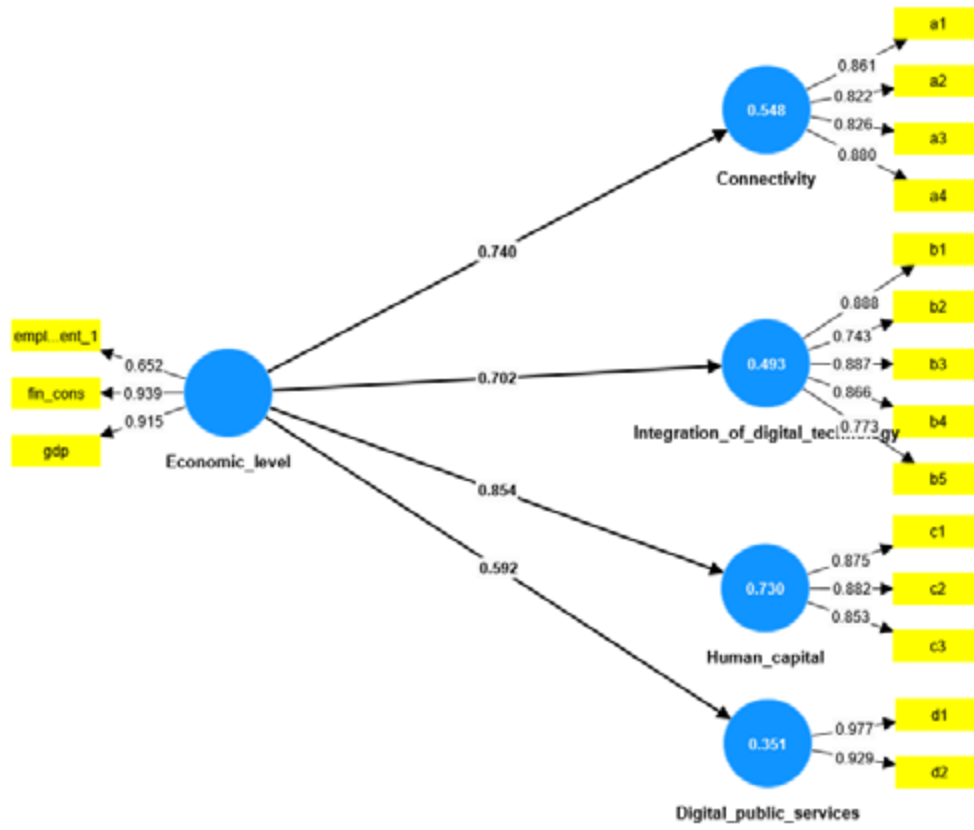 a1
0.861
a2
0.822
0.548
0.826
a3
0.880
Connectivity
a4
b1
0.740
0.888
b2
0.743
empl...ent_1
0.652
0.493
0.887
b3
fin_cons
0.939
0.702
0.866
0.915
b4
0.773
gdp
Integration_of_digital_technology
Economic_level
b5
0.854
c1
0.875
0.592
0.730
0.882
c2
0.853
c3
Human_capital
d1
0.977
0.351
0.929
d2
Digital_public_services